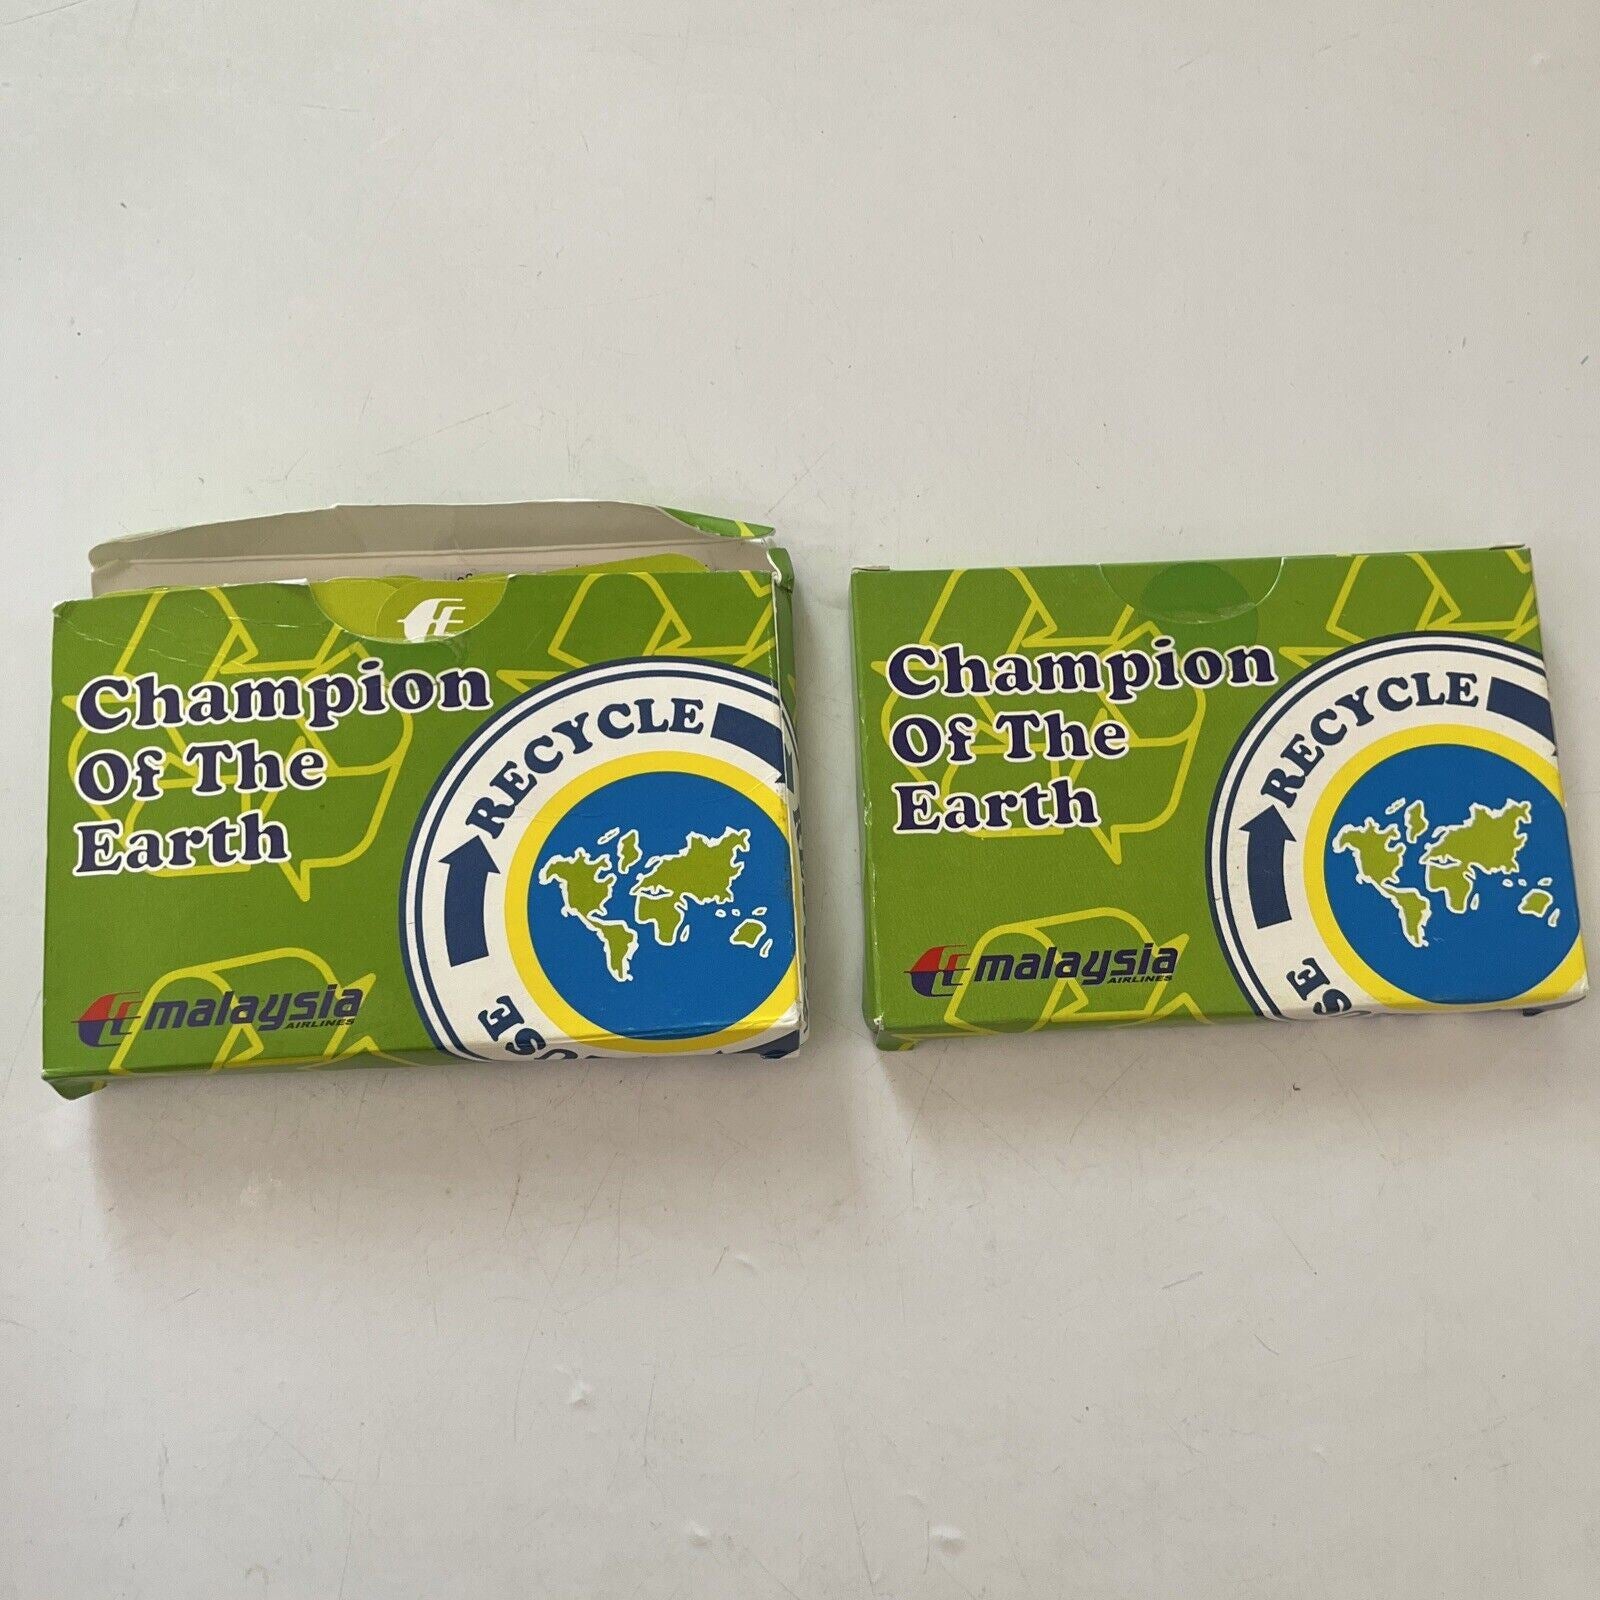 Champion
Of The
Earth
RECYCLE
malaysia
AIRLINES
Champion
Of The
Earth
RECYCLE
malaysia
AIRLINES